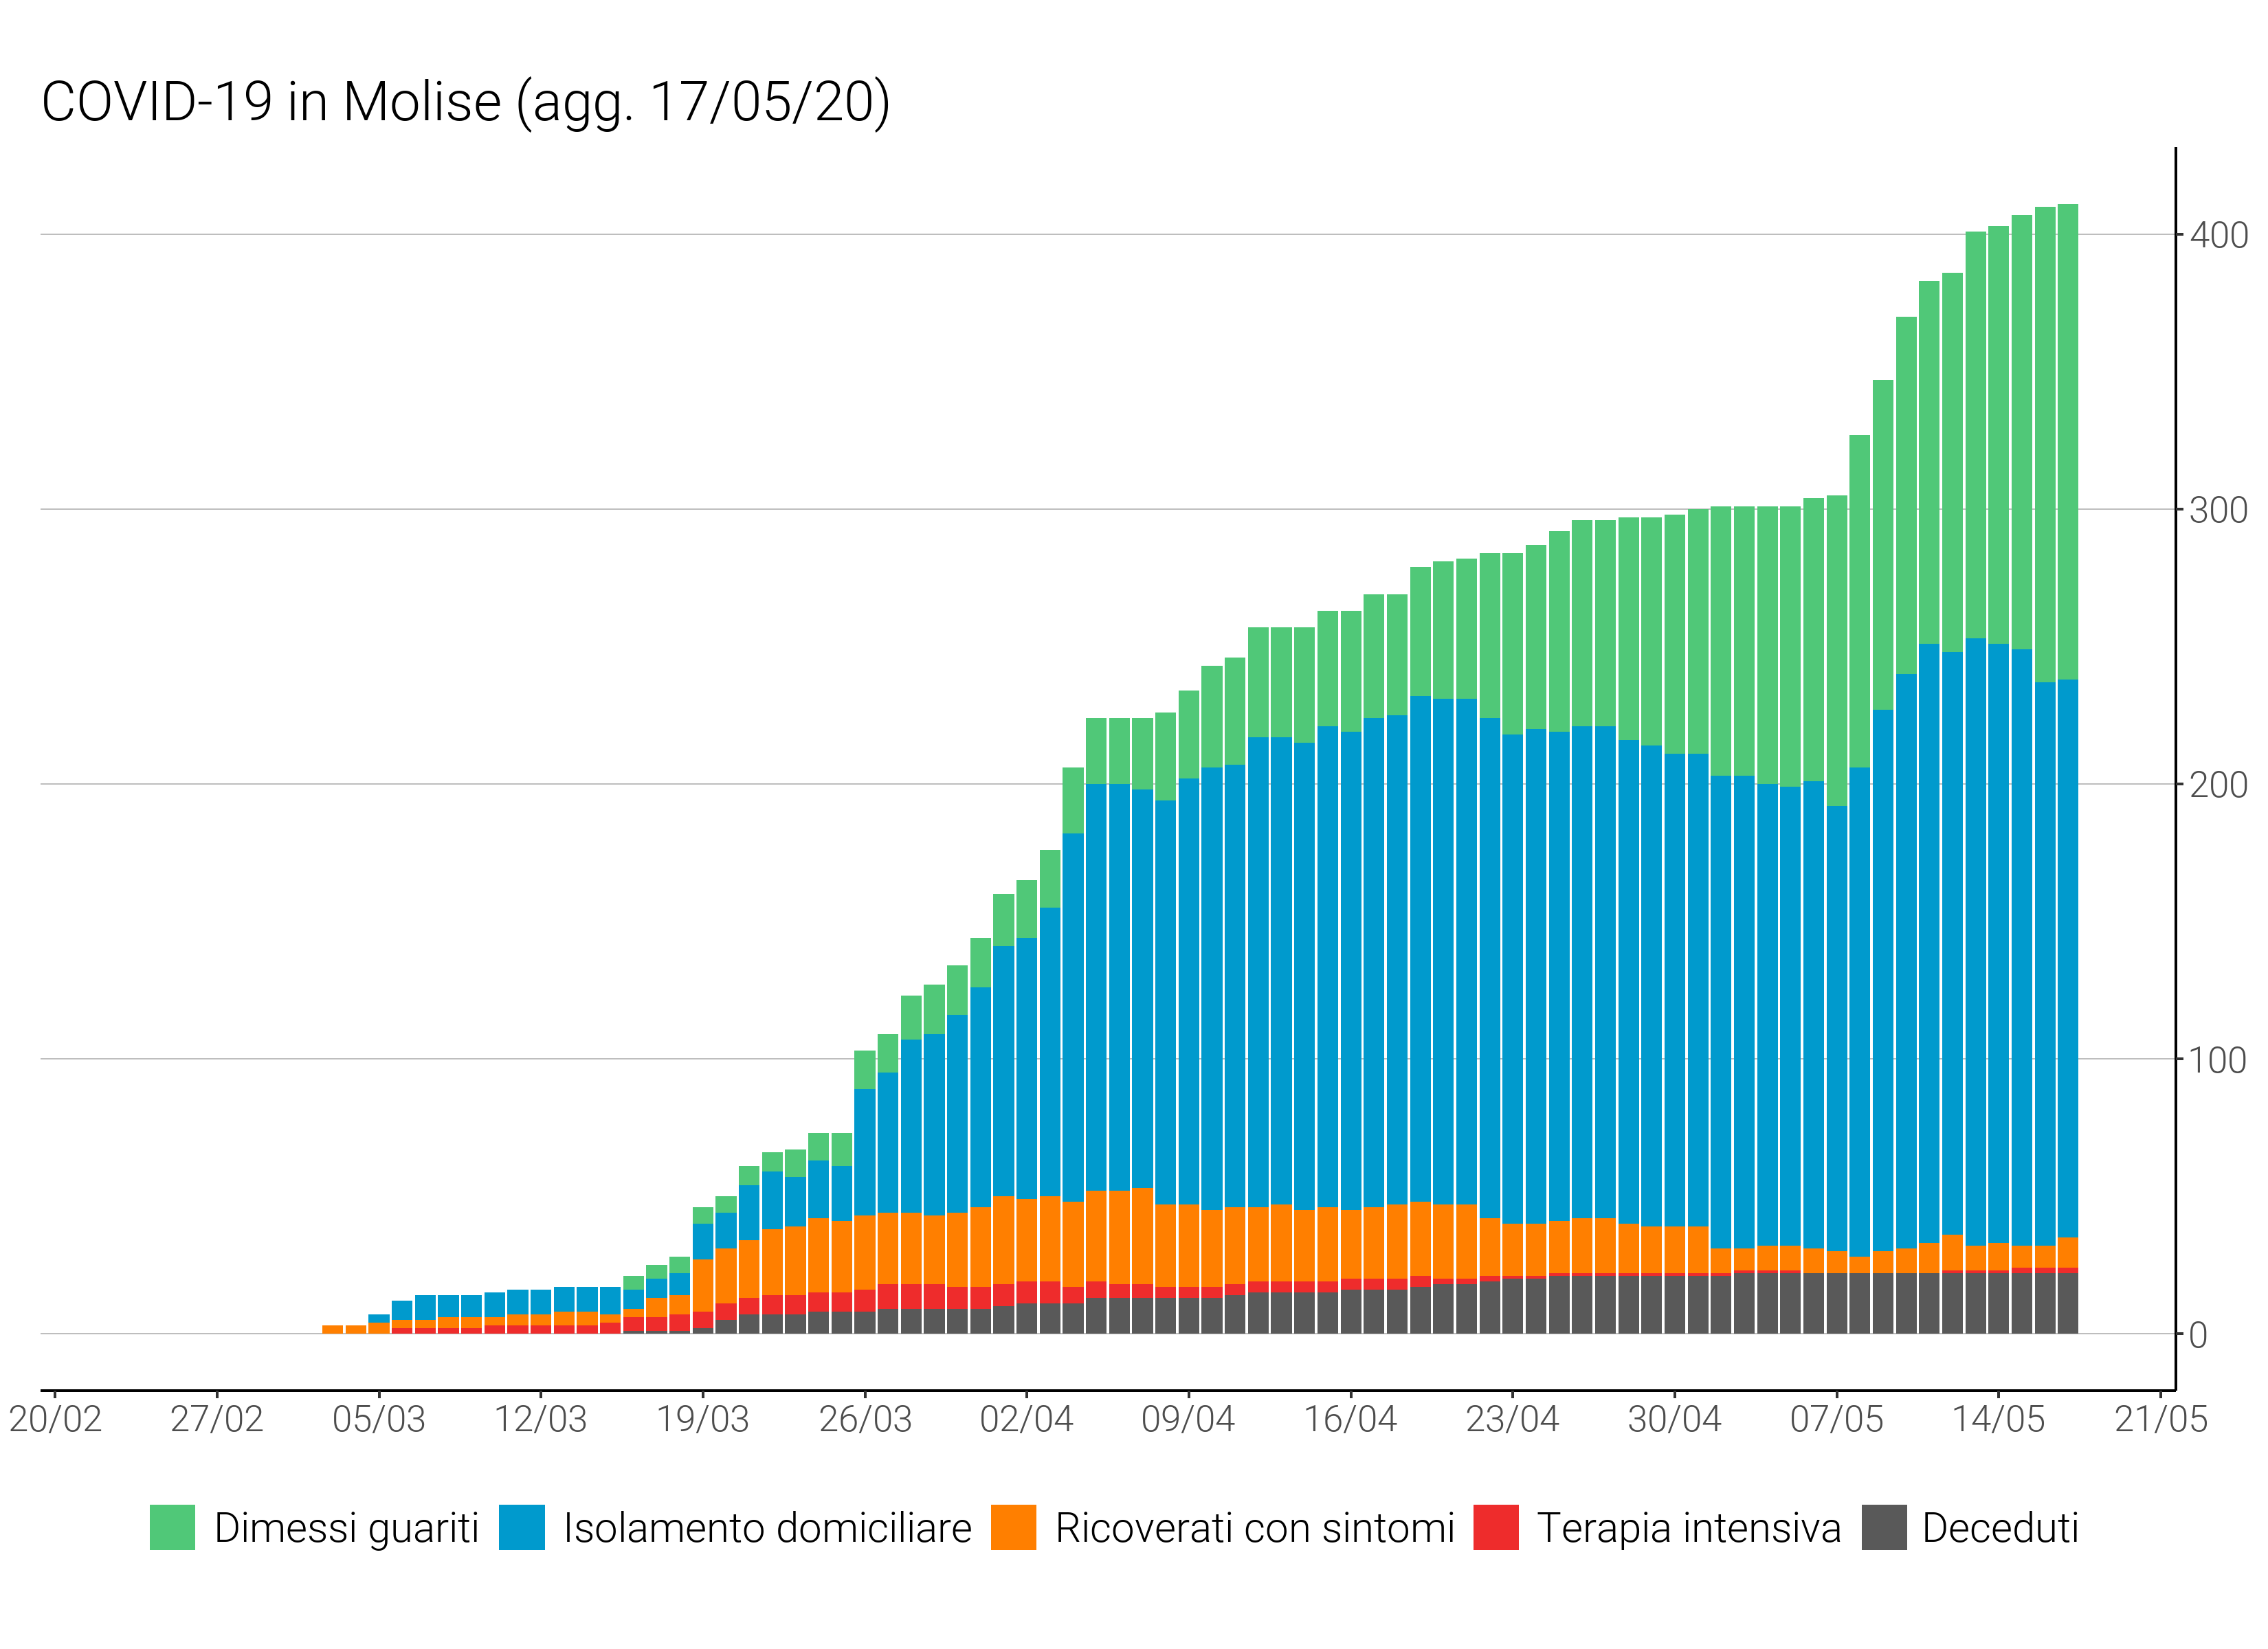 COVID-19 in Molise (agg. 17/05/20)
400
300
200
100
0
20/02 27/02 05/03 12/03 19/03 26/03 02/04 09/04 16/04 23/04 30/04 07/05 14/05 21/05
Dimessi guariti Isolamento domiciliare Ricoverati con sintomi Terapia intensiva Deceduti